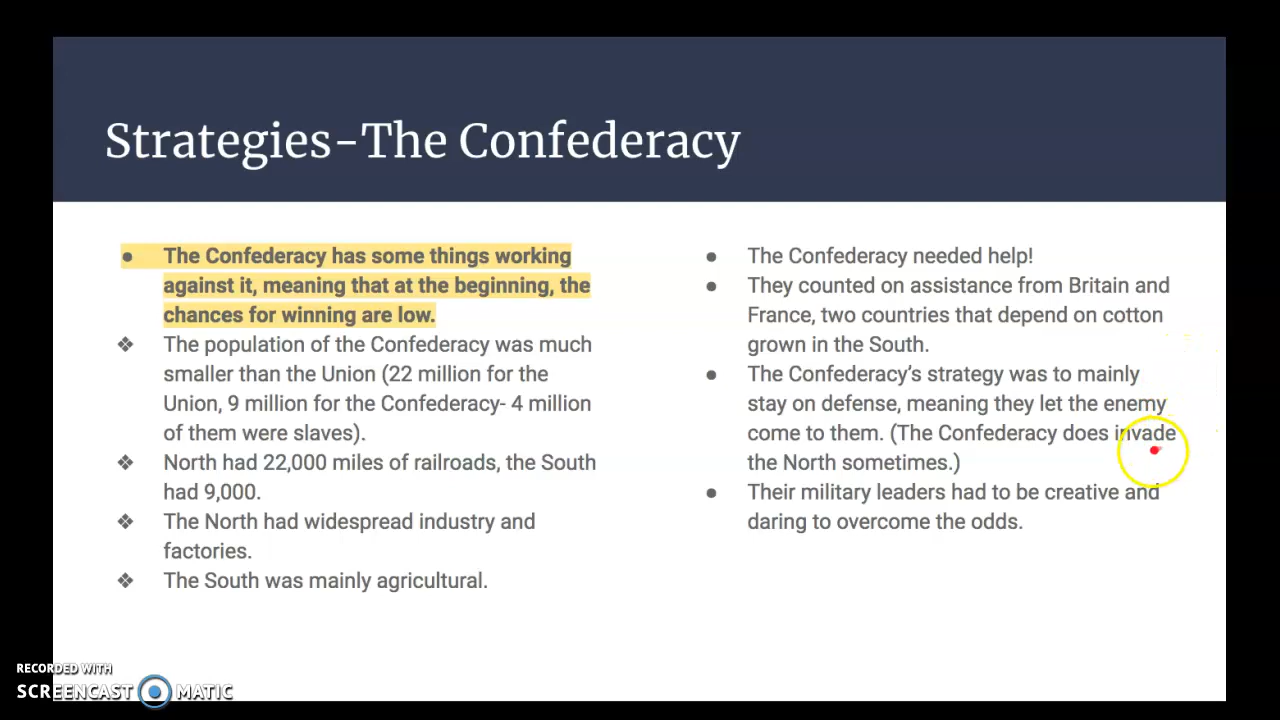 Strategies-The Confederacy
● The Confederacy has some things working
against it, meaning that at the beginning, the
chances for winning are low.
❖ The population of the Confederacy was much
smaller than the Union (22 million for the
Union, 9 million for the Confederacy- 4 million
of them were slaves).
❖ North had 22,000 miles of railroads, the South
had 9,000.
❖ The North had widespread industry and
factories.
❖ The South was mainly agricultural.
● The Confederacy needed help!
● They counted on assistance from Britain and
France, two countries that depend on cotton
grown in the South.
● The Confederacy’s strategy was to mainly
stay on defense, meaning they let the enemy
come to them. (The Confederacy does invade
the North sometimes.)
● Their military leaders had to be creative and
daring to overcome the odds.
RECORDED WITH
SCREENCAST MATIC